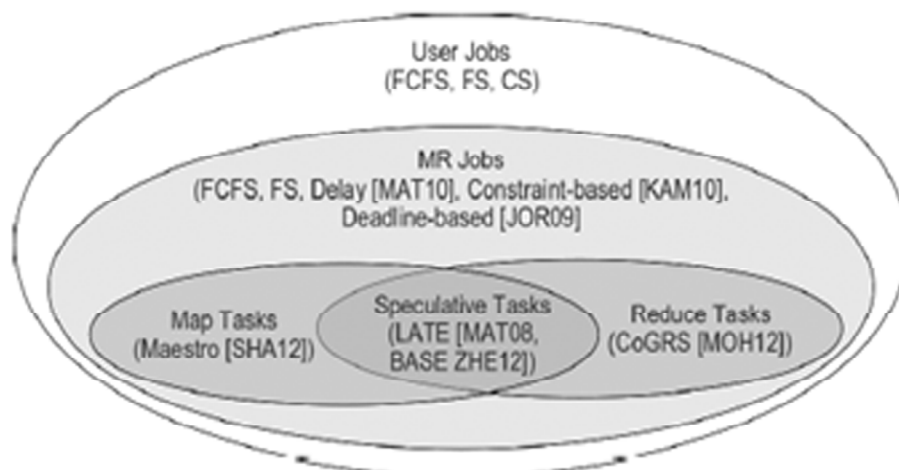 User Jobs
(FCFS, FS, CS)
MR Jobs
(FCFS, FS, Delay [MAT10], Constraint-based [KAM10],
Deadline-based [JOR09]
Map Tasks
(Maestro [SHA12])
Speculative Tasks
(LATE [MAT08,
BASE ZHE12])
Reduce Tasks
(CoGRS [MOH12])